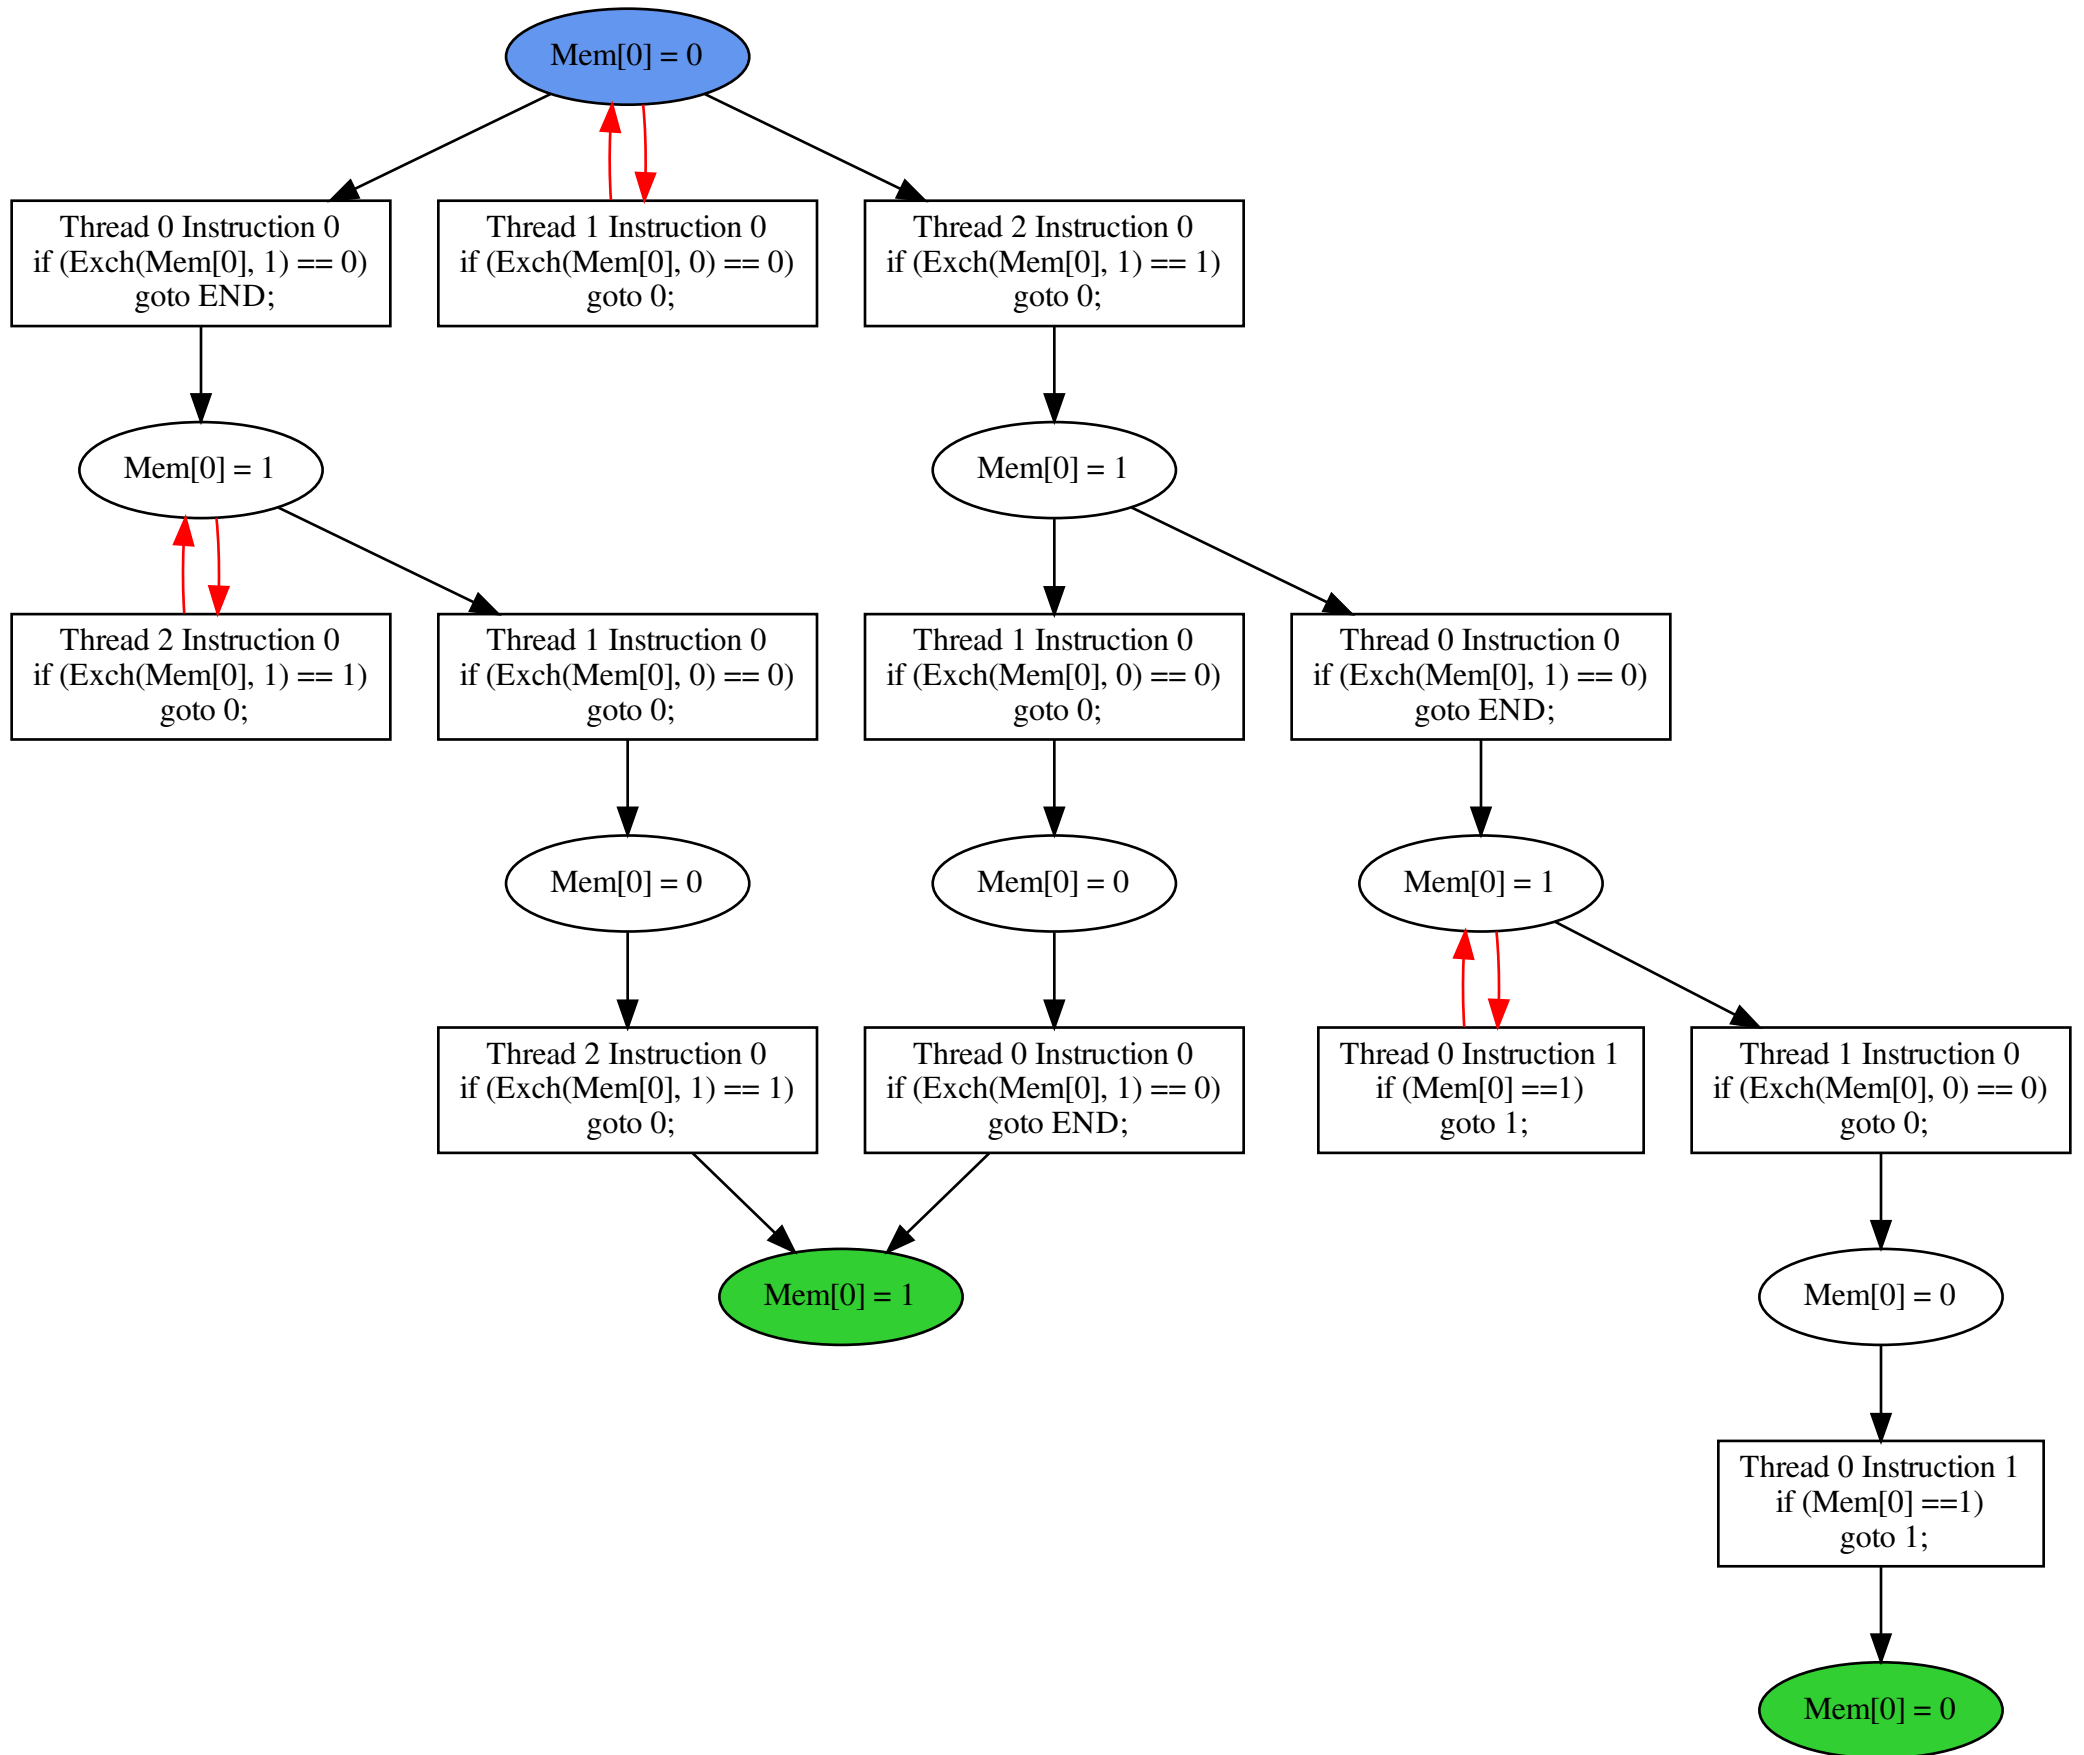 Mem[0] = 0
Thread 0 Instruction 0
if (Exch(Mem[0], 1) == 0)
goto END;
Thread 1 Instruction 0
if (Exch(Mem[0], 0) == 0)
goto 0;
Thread 2 Instruction 0
if (Exch(Mem[0], 1) == 1)
goto 0;
Mem[0] = 1
Mem[0] = 1
Thread 2 Instruction 0
if (Exch(Mem[0], 1) == 1)
goto 0;
Thread 1 Instruction 0
if (Exch(Mem[0], 0) == 0)
goto 0;
Thread 1 Instruction 0
if (Exch(Mem[0], 0) == 0)
goto 0;
Thread 0 Instruction 0
if (Exch(Mem[0], 1) == 0)
goto END;
Mem[0] = 0
Mem[0] = 0
Mem[0] = 1
Thread 2 Instruction 0
if (Exch(Mem[0], 1) == 1)
goto 0;
Thread 0 Instruction 0
if (Exch(Mem[0], 1) == 0)
goto END;
Thread 0 Instruction 1
if (Mem[0] ==1)
goto 1;
Thread 1 Instruction 0
if (Exch(Mem[0], 0) == 0)
goto 0;
Mem[0] = 1
Mem[0] = 0
Thread 0 Instruction 1
if (Mem[0] ==1)
goto 1;
Mem[0] = 0